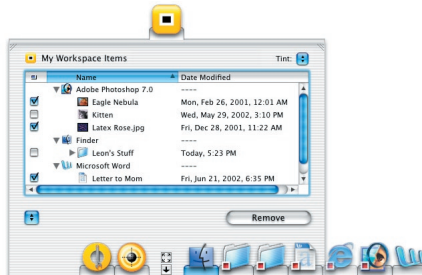 My Workspace Items Tint:
Name Date Modified
Adobe Photoshop 7.0 ----
Eagle Nebula Mon, Feb 26, 2001, 12:01 AM
Kitten Wed, May 29, 2002, 3:10 PM
Latex Rose.jpg Fri, Dec 28, 2001, 11:22 AM
Finder ----
Leon's Stuff Today, 5:23 PM
Microsoft Word ----
Letter to Mom Fri, Jun 21, 2002, 6:35 PM
Remove